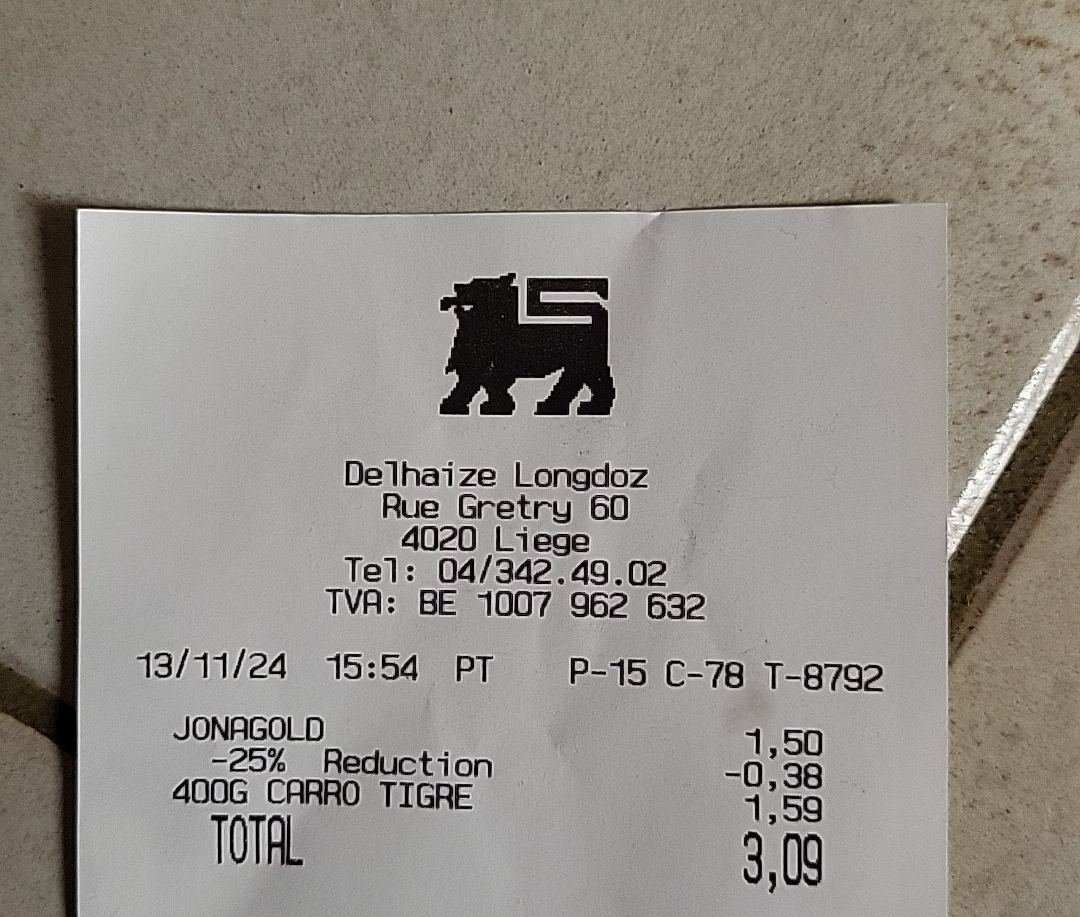 Delhaize Longdoz
Rue Gretry 60
4020 Liege
Tel: 04/342.49.02
TVA: BE 1007 962 632
13/11/24 15:54 PT P-15 C-78 T-8792
JONAGOLD 1,50
-25% Reduction -0,38
400G CARRO TIGRE 1,59
TOTAL 3,09